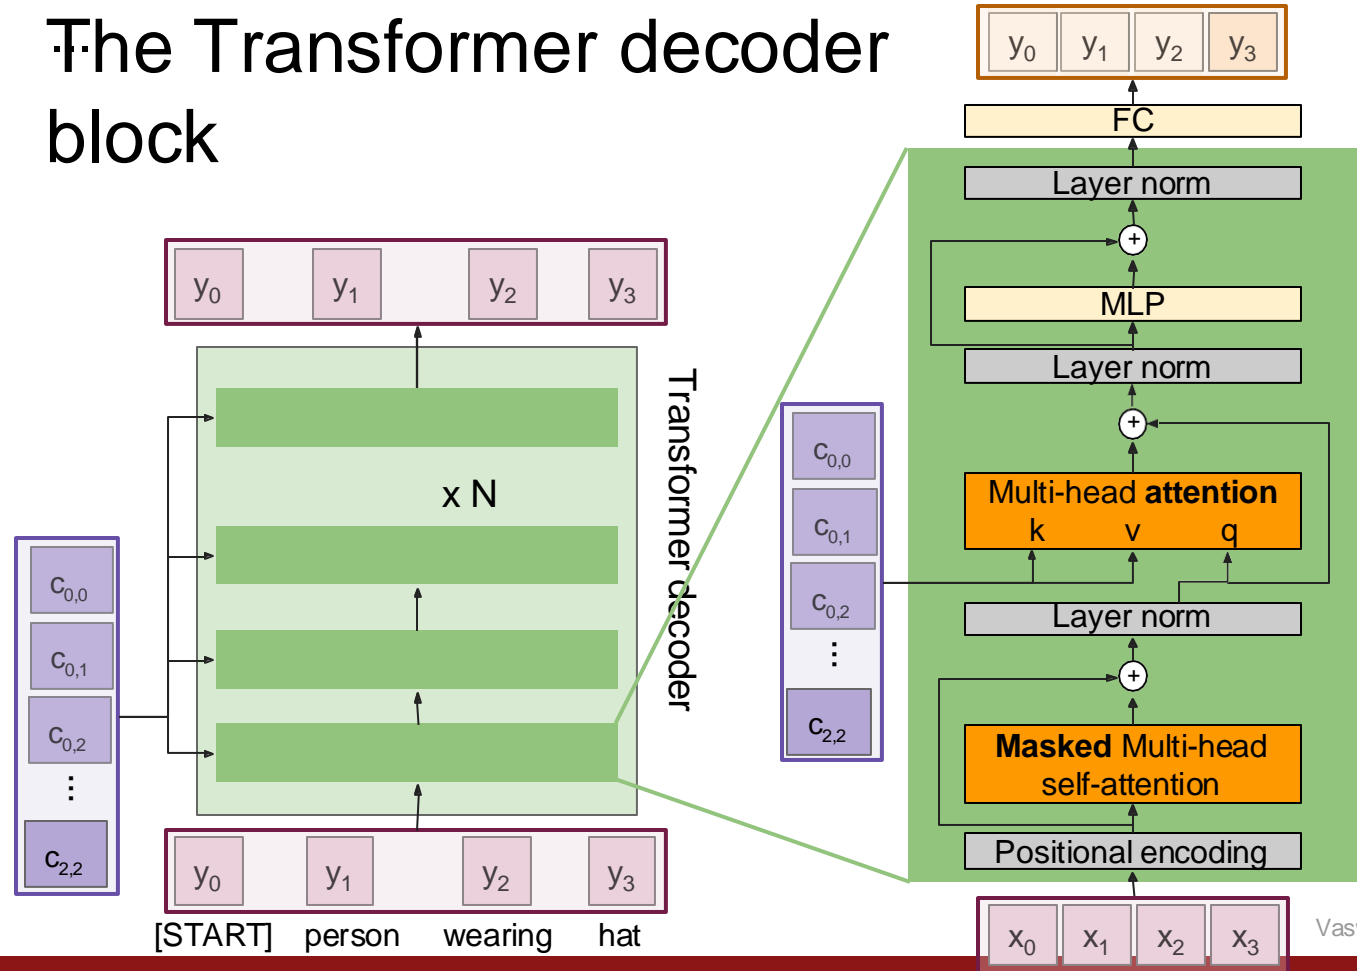 The Transformer decoder
...
block
y0 y1 y2 y3
x N
c0,0
c0,1
c0,2
...
c2,2
y0 y1 y2 y3
[START] person wearing hat
Transformer decoder
y0 y1 y2 y3
FC
Layer norm
+
MLP
Layer norm
+
Multi-head attention
k v q
c0,0
c0,1
c0,2
...
c2,2
Layer norm
+
Masked Multi-head
self-attention
Positional encoding
x0 x1 x2 x3